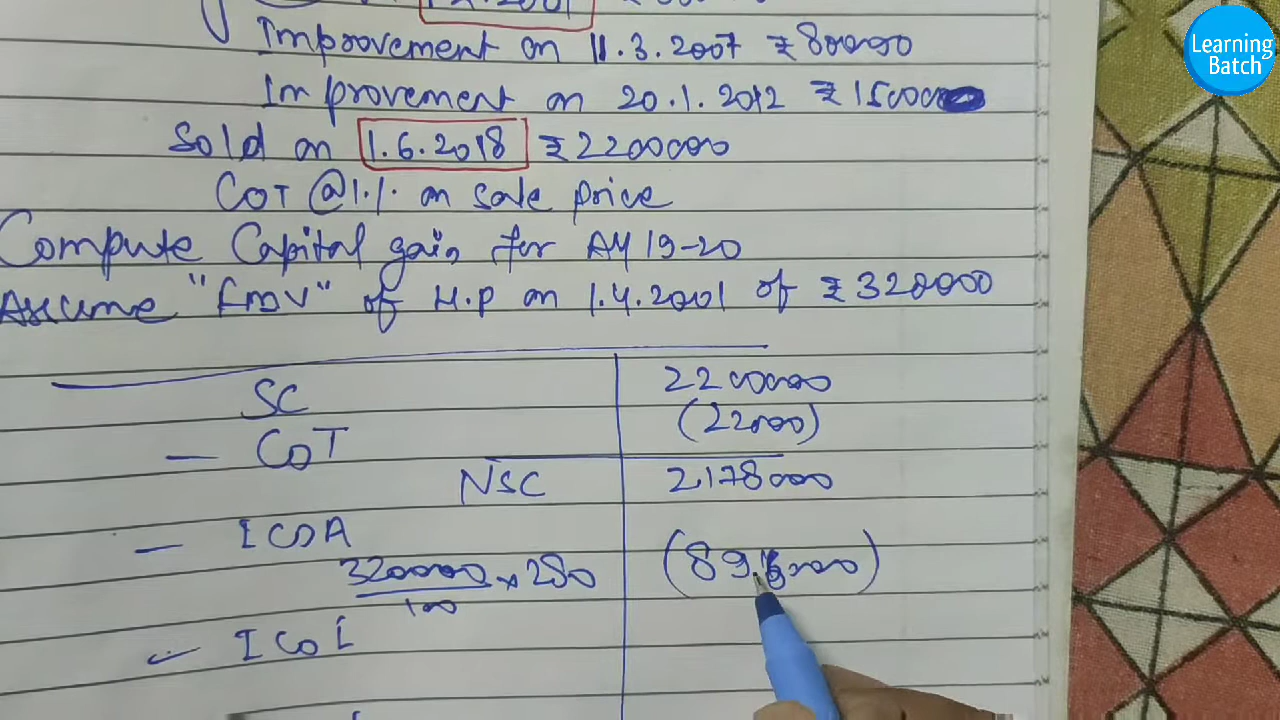 Learning
Batch
Improvement on 11.3.2007 ₹80000
Improvement on 20.1.2012 ₹15000
Sold on 1.6.2018 ₹2200000
COT @1% on sale price
Compute Capital gain for AY 19-20
Assume "FMV" of H.P on 1.4.2001 of ₹320000
SC 2200000
- COT (22000)
NSC 2178000
- ICOA
320000/100 × 280 (896000)
- ICOI